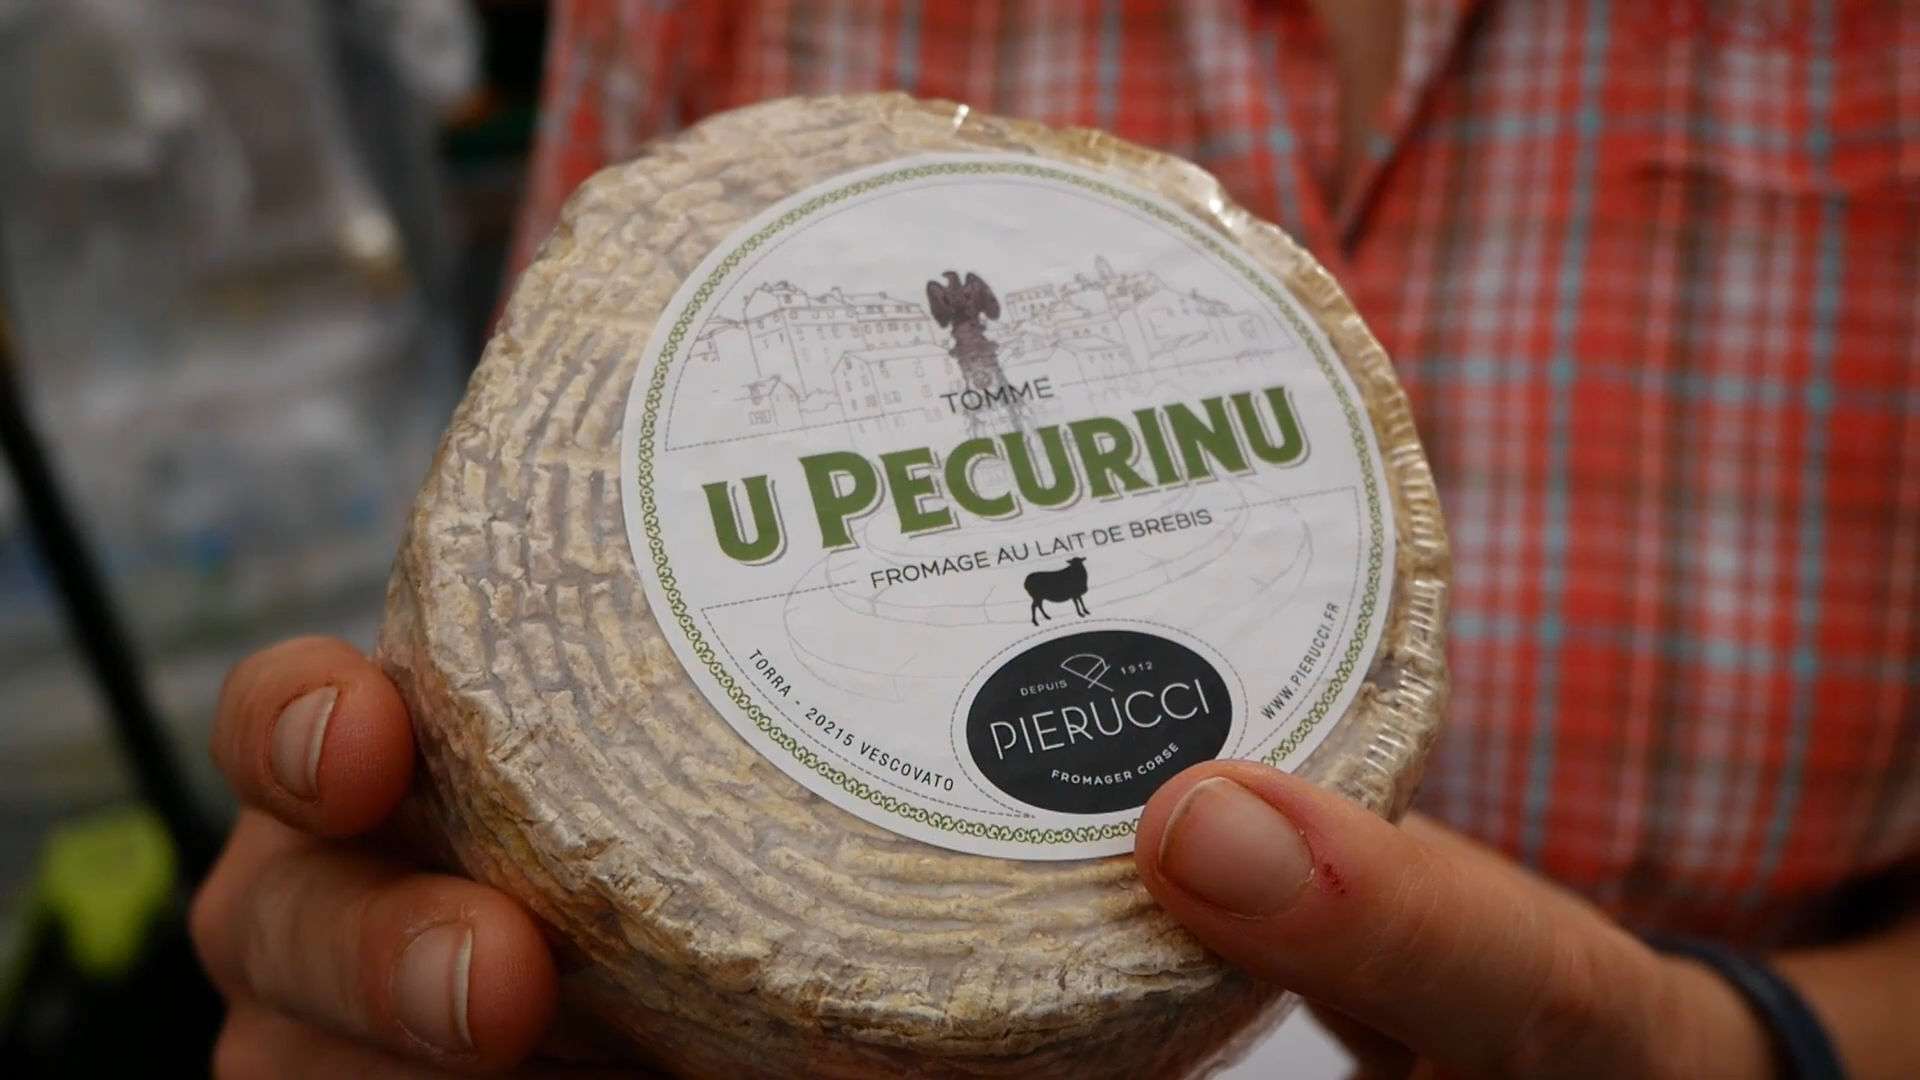 TOMME
U PECURINU
FROMAGE AU LAIT DE BREBIS
TORRA - 20215 VESCOVATO
DEPUIS 1912
PIERUCCI
FROMAGER CORSE
WWW.PIERUCCI.FR